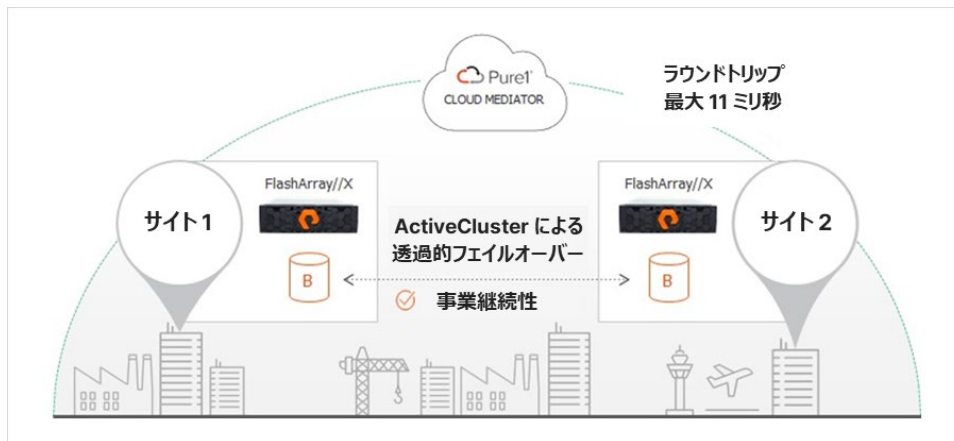 Pure1®
CLOUD MEDIATOR
ラウンドトリップ
最大 11 ミリ秒
サイト 1
FlashArray//X
B
ActiveCluster による
透過的フェイルオーバー
事業継続性
FlashArray//X
B
サイト 2